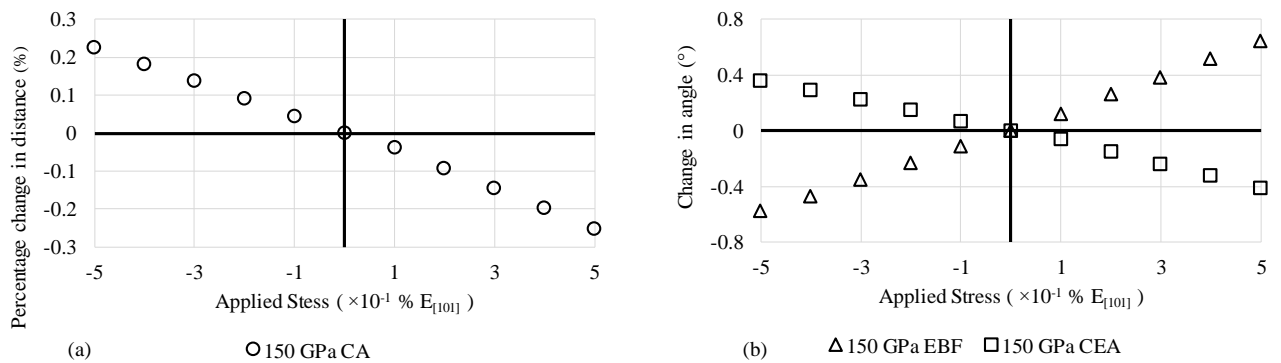 Percentage change in distance (%)
0.3
0.2
0.1
0
-0.1
-0.2
-0.3
-5
-3
-1
1
3
5
Applied Stess ( ×10-1 % E[101] )
(a)
150 GPa CA
Change in angle (°)
0.8
0.4
0
-0.4
-0.8
-5
-3
-1
1
3
5
Applied Stress ( ×10-1 % E[101] )
(b)
150 GPa EBF
150 GPa CEA